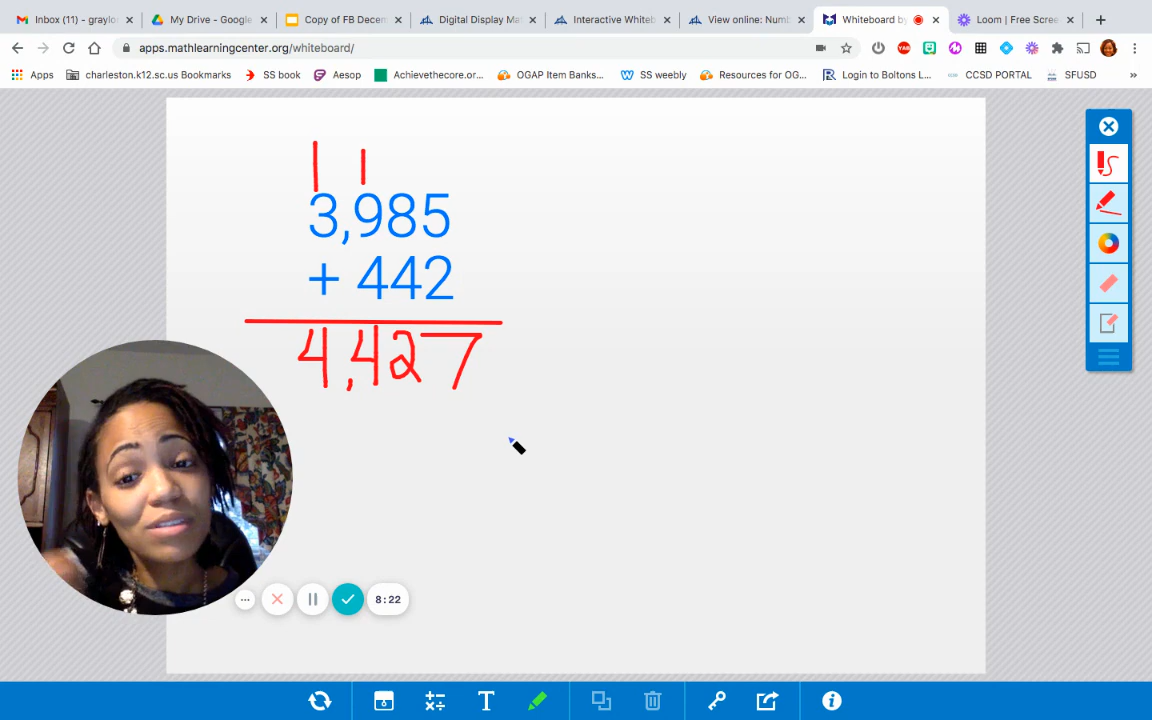 Inbox (11) - graylo
My Drive - Google
Copy of FB Decem
Digital Display Ma
Interactive Whiteb
View online: Numb
Whiteboard by
Loom | Free Scree
apps.mathlearningcenter.org/whiteboard/
Apps
charleston.k12.sc.us Bookmarks
SS book
Aesop
Achievethecore.or...
OGAP Item Banks...
SS weekly
Resources for OG...
Login to Boltons L...
CCSD PORTAL
SFUSD
»
1 1
3,985
+ 442
4,427
8:22
T